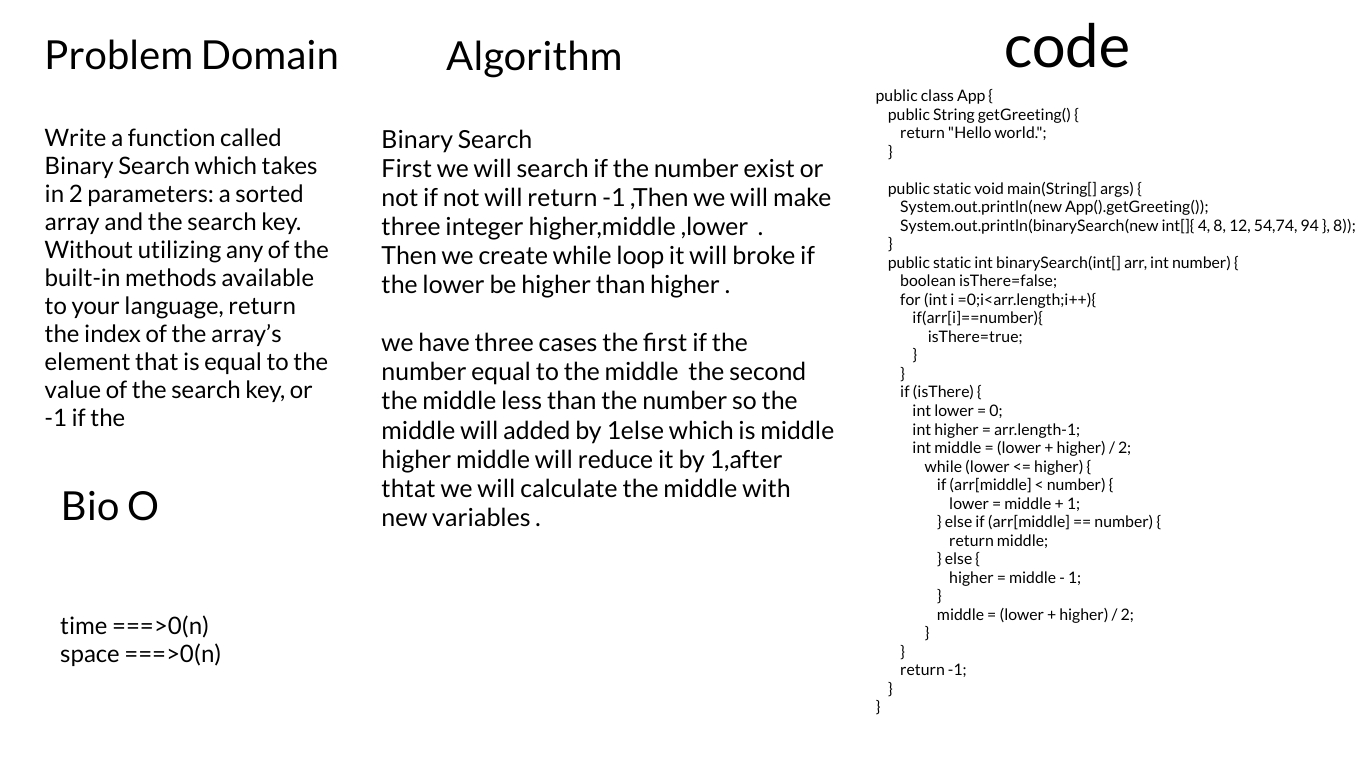 Problem Domain
Write a function called
Binary Search which takes
in 2 parameters: a sorted
array and the search key.
Without utilizing any of the
built-in methods available
to your language, return
the index of the array’s
element that is equal to the
value of the search key, or
-1 if the
Bio O
time ===>0(n)
space ===>0(n)
Algorithm
Binary Search
First we will search if the number exist or
not if not will return -1 ,Then we will make
three integer higher,middle ,lower  .
Then we create while loop it will broke if
the lower be higher than higher .
we have three cases the first if the
number equal to the middle  the second
the middle less than the number so the
middle will added by 1else which is middle
higher middle will reduce it by 1,after
thtat we will calculate the middle with
new variables .
code
public class App {
public String getGreeting() {
return "Hello world.";
}
public static void main(String[] args) {
System.out.println(new App().getGreeting());
System.out.println(binarySearch(new int[]{ 4, 8, 12, 54,74, 94 }, 8));
}
public static int binarySearch(int[] arr, int number) {
boolean isThere=false;
for (int i =0;i<arr.length;i++){
if(arr[i]==number){
isThere=true;
}
}
if (isThere) {
int lower = 0;
int higher = arr.length-1;
int middle = (lower + higher) / 2;
while (lower <= higher) {
if (arr[middle] < number) {
lower = middle + 1;
} else if (arr[middle] == number) {
return middle;
} else {
higher = middle - 1;
}
middle = (lower + higher) / 2;
}
}
return -1;
}
}